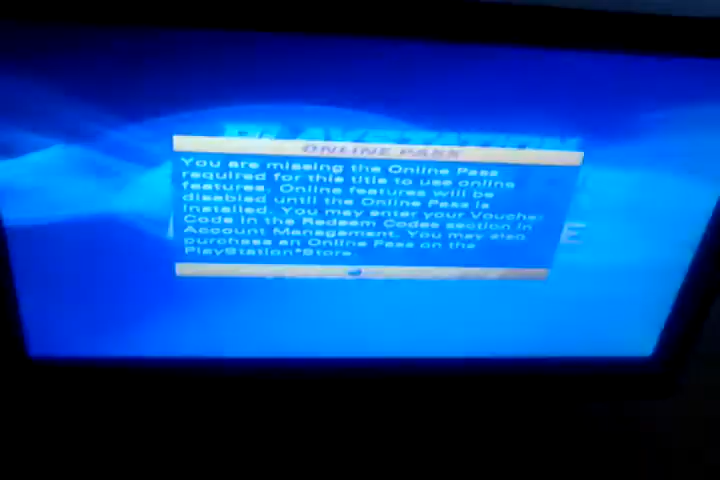 PLAYSTATION
ONLINE PASS
You are missing the Online Pass
required for this title to use online
features. Online features will be
disabled until the Online Pass is
installed. You may enter your Voucher
Code in the Redeem Codes section in
Account Management. You may also
purchase an Online Pass on the
PlayStation®Store.